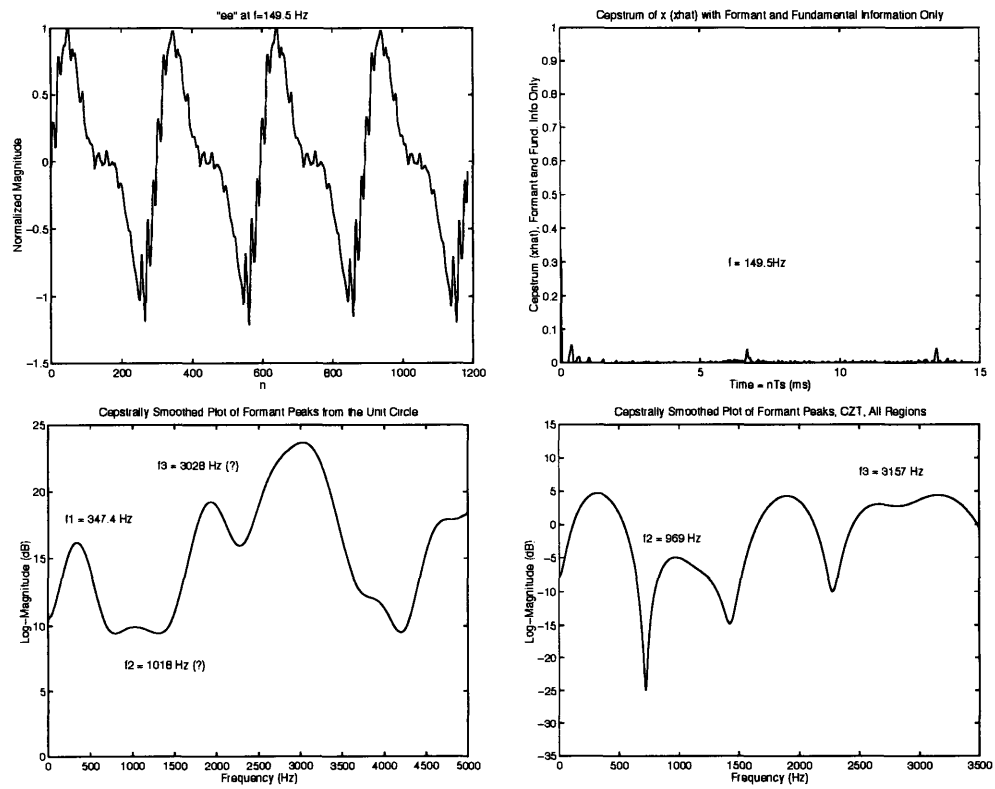 "ee" at f=149.5 Hz
1
0.5
0
−0.5
−1
−1.5
Normalized Magnitude
0 200 400 600 800 1000 1200
n
Cepstrum of x (xhat) with Formant and Fundamental Information Only
1
0.9
0.8
0.7
0.6
0.5
0.4
0.3
0.2
0.1
0
Cepstrum (xhat), Formant and Fund. Info Only
f = 149.5Hz
0 5 10 15
Time = nTs (ms)
Cepstrally Smoothed Plot of Formant Peaks from the Unit Circle
25
20
15
10
5
0
Log−Magnitude (dB)
f3 = 3028 Hz (?)
f1 = 347.4 Hz
f2 = 1018 Hz (?)
0 500 1000 1500 2000 2500 3000 3500 4000 4500 5000
Frequency (Hz)
Cepstrally Smoothed Plot of Formant Peaks, CZT, All Regions
15
10
5
0
−5
−10
−15
−20
−25
−30
−35
Log−Magnitude (dB)
f3 = 3157 Hz
f2 = 969 Hz
0 500 1000 1500 2000 2500 3000 3500
Frequency (Hz)